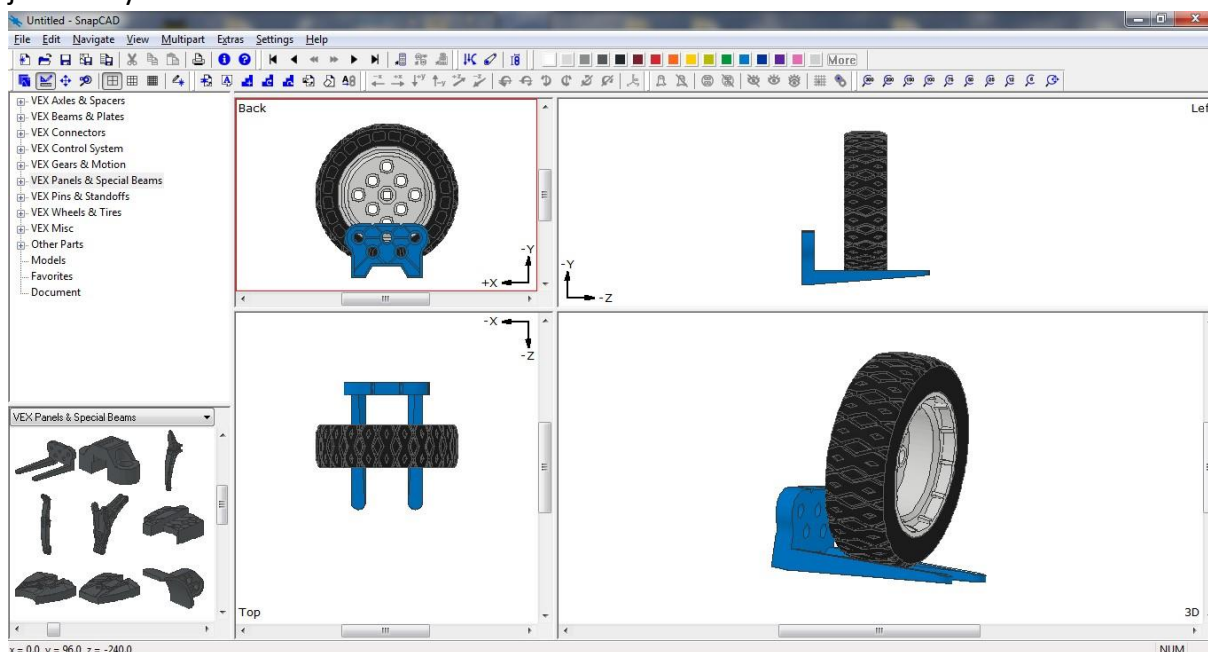 Untitled - SnapCAD
File Edit Navigate View Multipart Extras Settings Help
More
VEX Axles & Spacers
VEX Beams & Plates
VEX Connectors
VEX Control System
VEX Gears & Motion
VEX Panels & Special Beams
VEX Pins & Standoffs
VEX Wheels & Tires
VEX Misc
Other Parts
Models
Favorites
Document
VEX Panels & Special Beams
Back
-Y
+X
Left
-Y
-Z
-X
-Z
Top
3D
x = 0.0 y = 96.0 z = -240.0
NUM